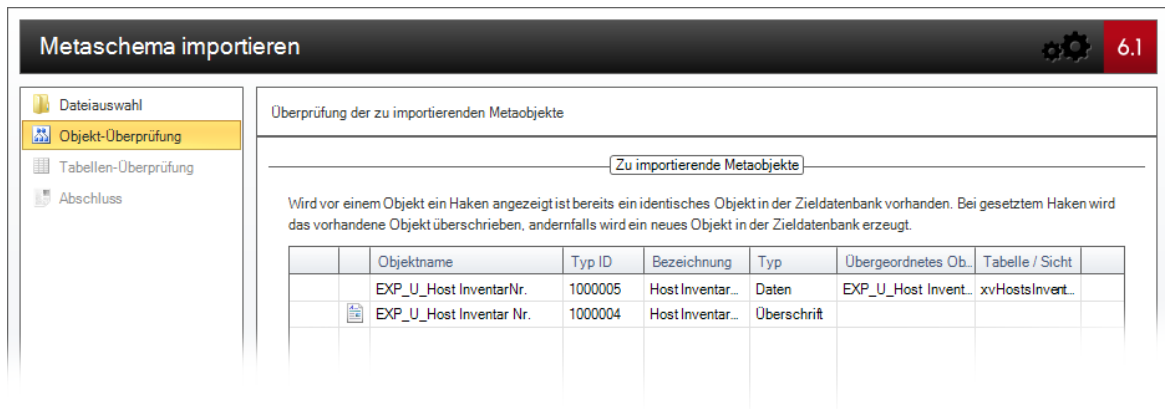 Metaschema importieren 6.1
Dateiauswahl
Objekt-Überprüfung
Tabellen-Überprüfung
Abschluss
Überprüfung der zu importierenden Metaobjekte
Zu importierende Metaobjekte
Wird vor einem Objekt ein Haken angezeigt ist bereits ein identisches Objekt in der Zieldatenbank vorhanden. Bei gesetztem Haken wird
das vorhandene Objekt überschrieben, andernfalls wird ein neues Objekt in der Zieldatenbank erzeugt.
Objektname Typ ID Bezeichnung Typ Übergeordnetes Ob... Tabelle / Sicht
EXP_U_Host InventarNr. 1000005 Host Inventar... Daten EXP_U_Host Invent... xvHostsInvent...
EXP_U_Host Inventar Nr. 1000004 Host Inventar... Überschrift